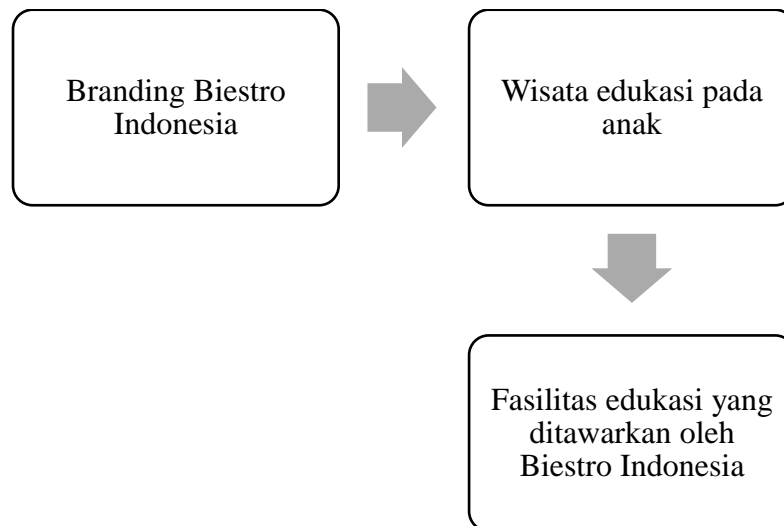 Branding Biestro
Indonesia
Wisata edukasi pada
anak
Fasilitas edukasi yang
ditawarkan oleh
Biestro Indonesia